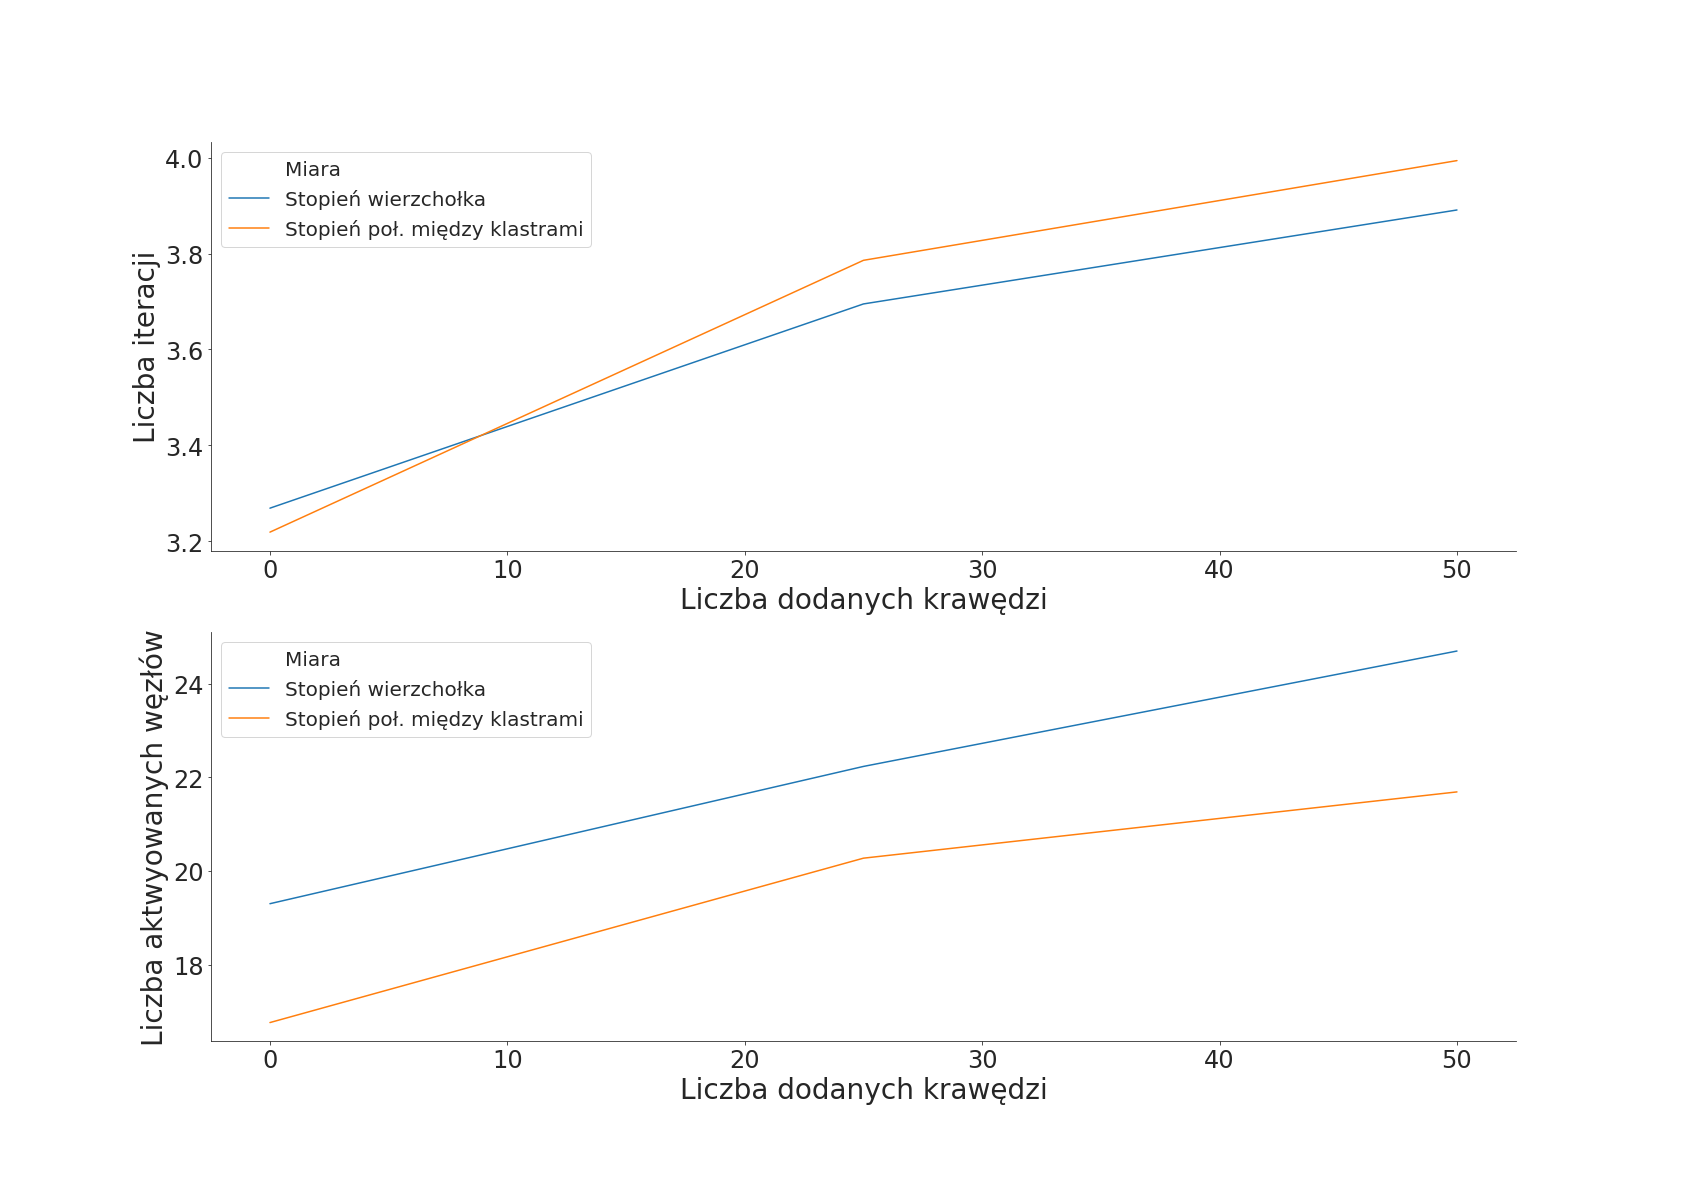 4.0
3.8
3.6
3.4
3.2
Liczba iteracji
Miara
Stopień wierzchołka
Stopień poł. między klastrami
0 10 20 30 40 50
Liczba dodanych krawędzi
24
22
20
18
Liczba aktwyowanych węzłów
Miara
Stopień wierzchołka
Stopień poł. między klastrami
0 10 20 30 40 50
Liczba dodanych krawędzi